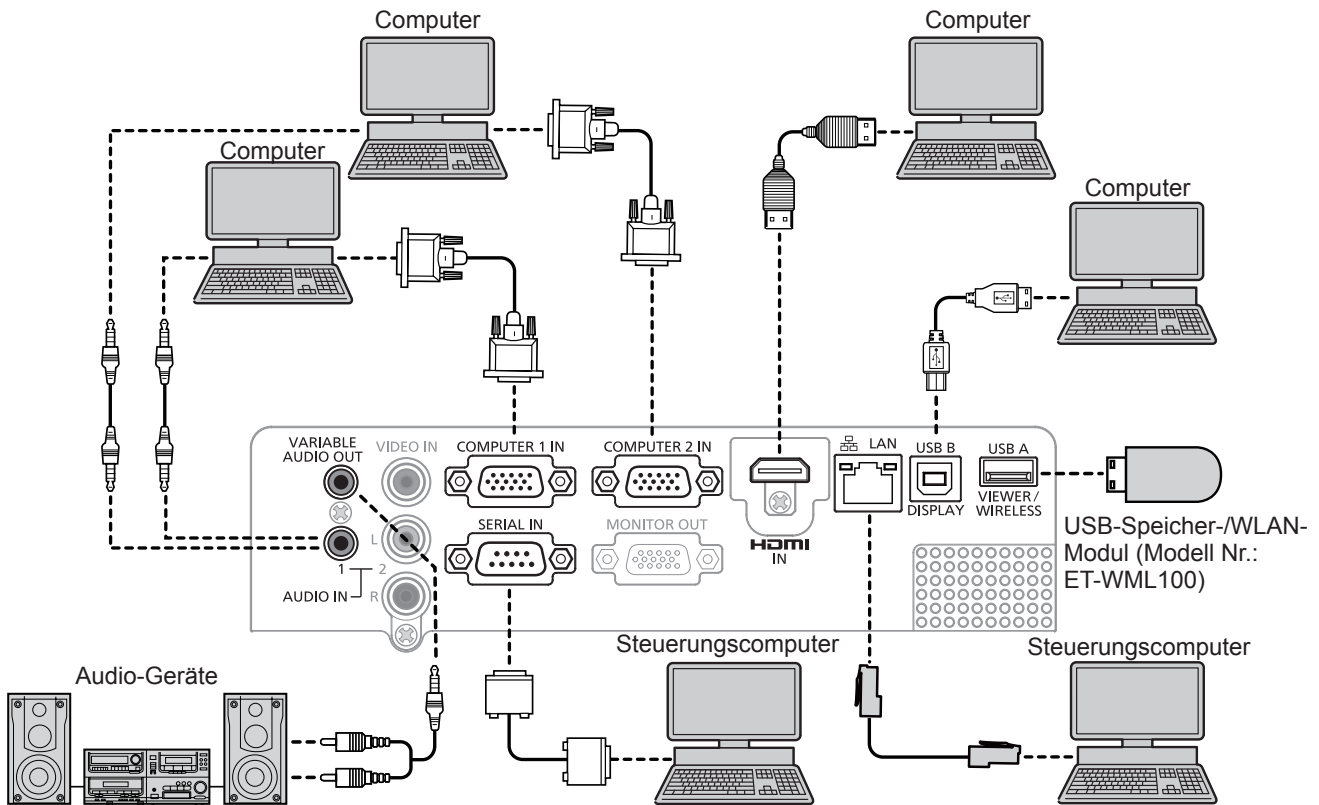 Computer
Computer
Computer
Computer
VARIABLE
AUDIO OUT
VIDEO IN
COMPUTER 1 IN
COMPUTER 2 IN
LAN
USB B
USB A
DISPLAY
VIEWER /
WIRELESS
SERIAL IN
MONITOR OUT
HDMI
IN
L
1
2
AUDIO IN
R
USB-Speicher-/WLAN-
Modul (Modell Nr.:
ET-WML100)
Audio-Geräte
Steuerungscomputer
Steuerungscomputer